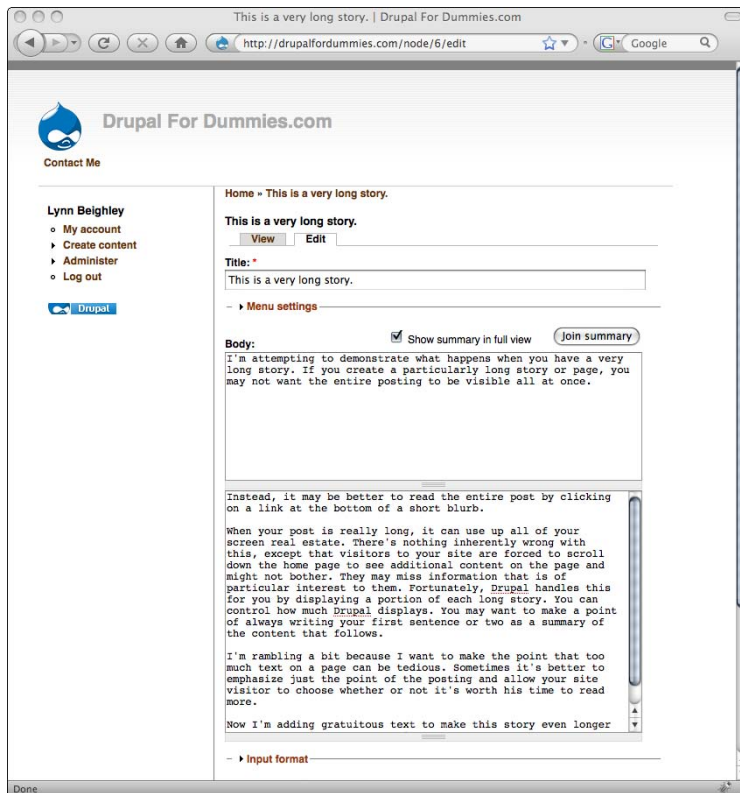 This is a very long story. | Drupal For Dummies.com
http://drupalfordummies.com/node/6/edit
G
Google
Drupal For Dummies.com
Contact Me
Lynn Beighley
My account
Create content
Administer
Log out
Drupal
Home » This is a very long story.
This is a very long story.
View Edit
Title: *
This is a very long story.
Menu settings
Body:
Show summary in full view
Join summary
I'm attempting to demonstrate what happens when you have a very
long story. If you create a particularly long story or page, you
may not want the entire posting to be visible all at once.
Instead, it may be better to read the entire post by clicking
on a link at the bottom of a short blurb.
When your post is really long, it can use up all of your
screen real estate. There's nothing inherently wrong with
this, except that visitors to your site are forced to scroll
down the home page to see additional content on the page and
might not bother. They may miss information that is of
particular interest to them. Fortunately, Drupal handles this
for you by displaying a portion of each long story. You can
control how much Drupal displays. You may want to make a point
of always writing your first sentence or two as a summary of
the content that follows.
I'm rambling a bit because I want to make the point that too
much text on a page can be tedious. Sometimes it's better to
emphasize just the point of the posting and allow your site
visitor to choose whether or not it's worth his time to read
more.
Now I'm adding gratuitous text to make this story even longer
Input format
Done